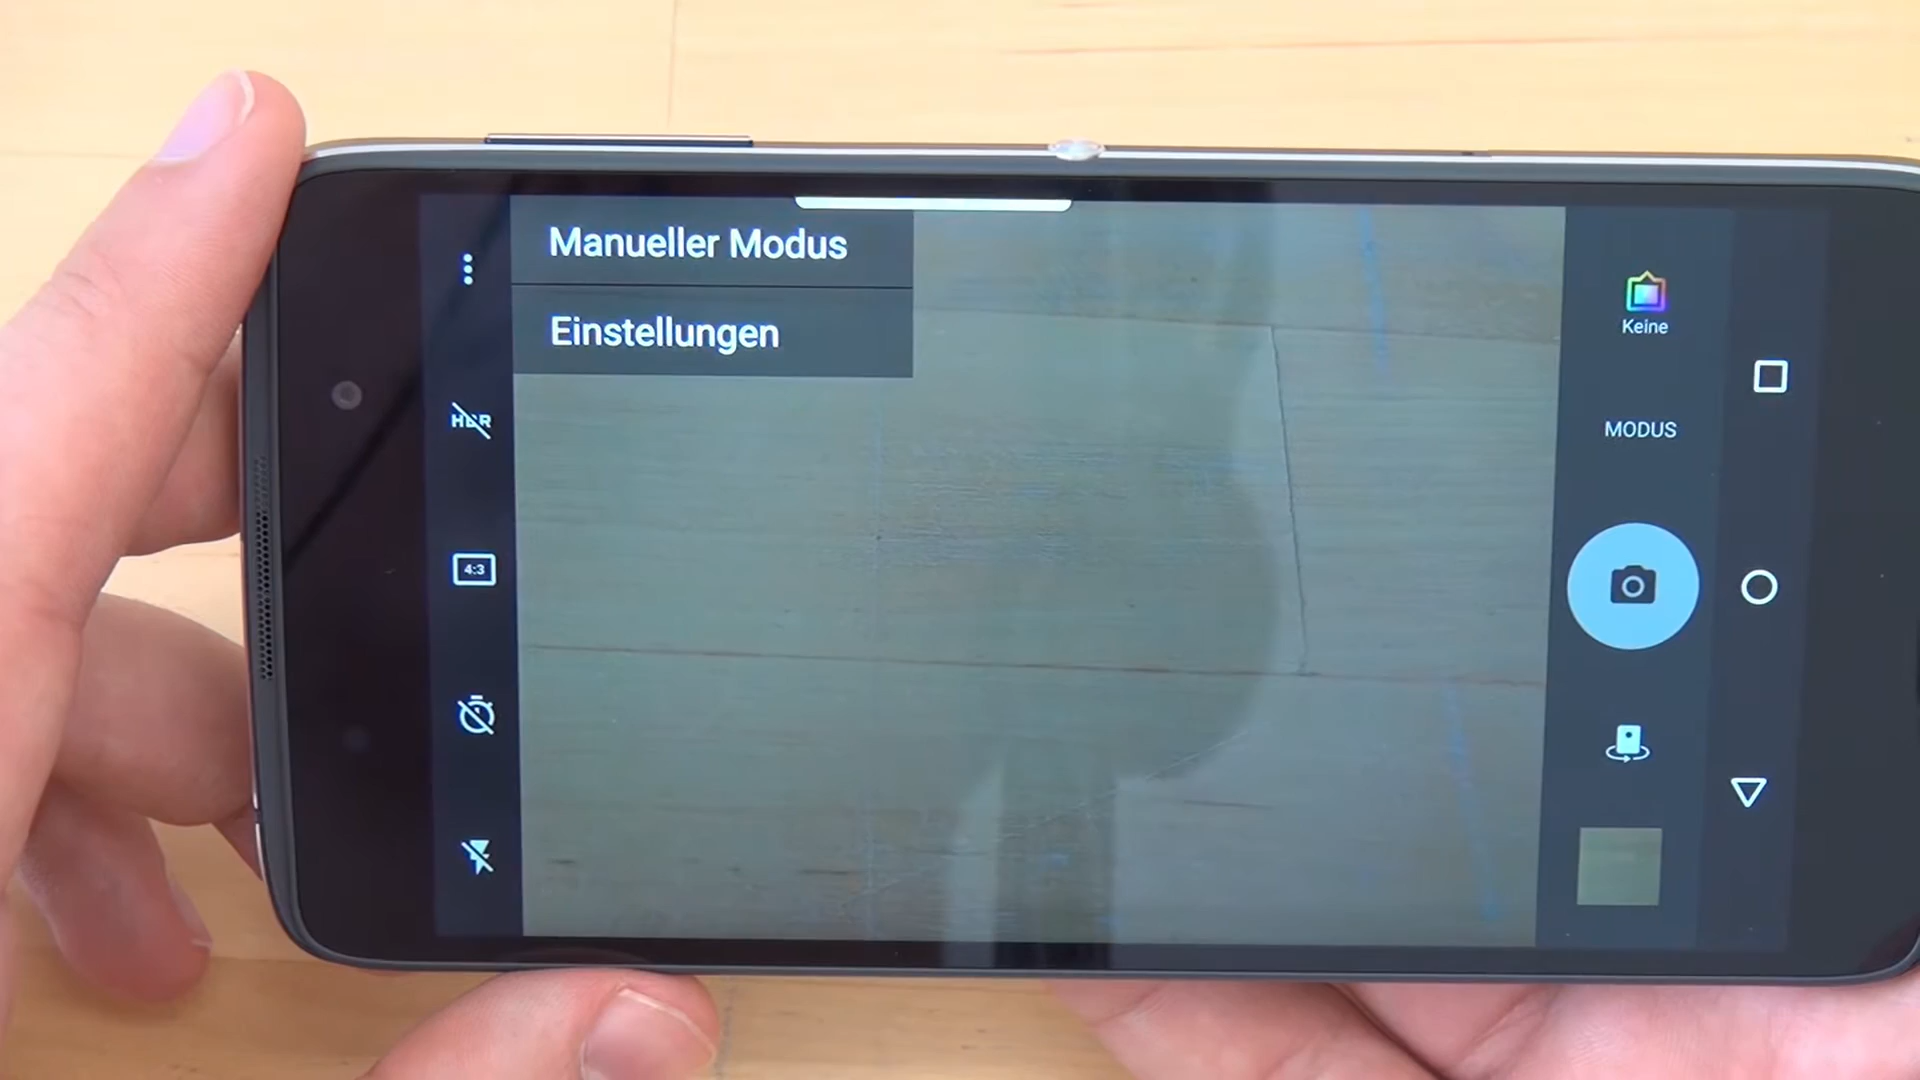 Manueller Modus
Einstellungen
HDR
4:3
Keine
MODUS